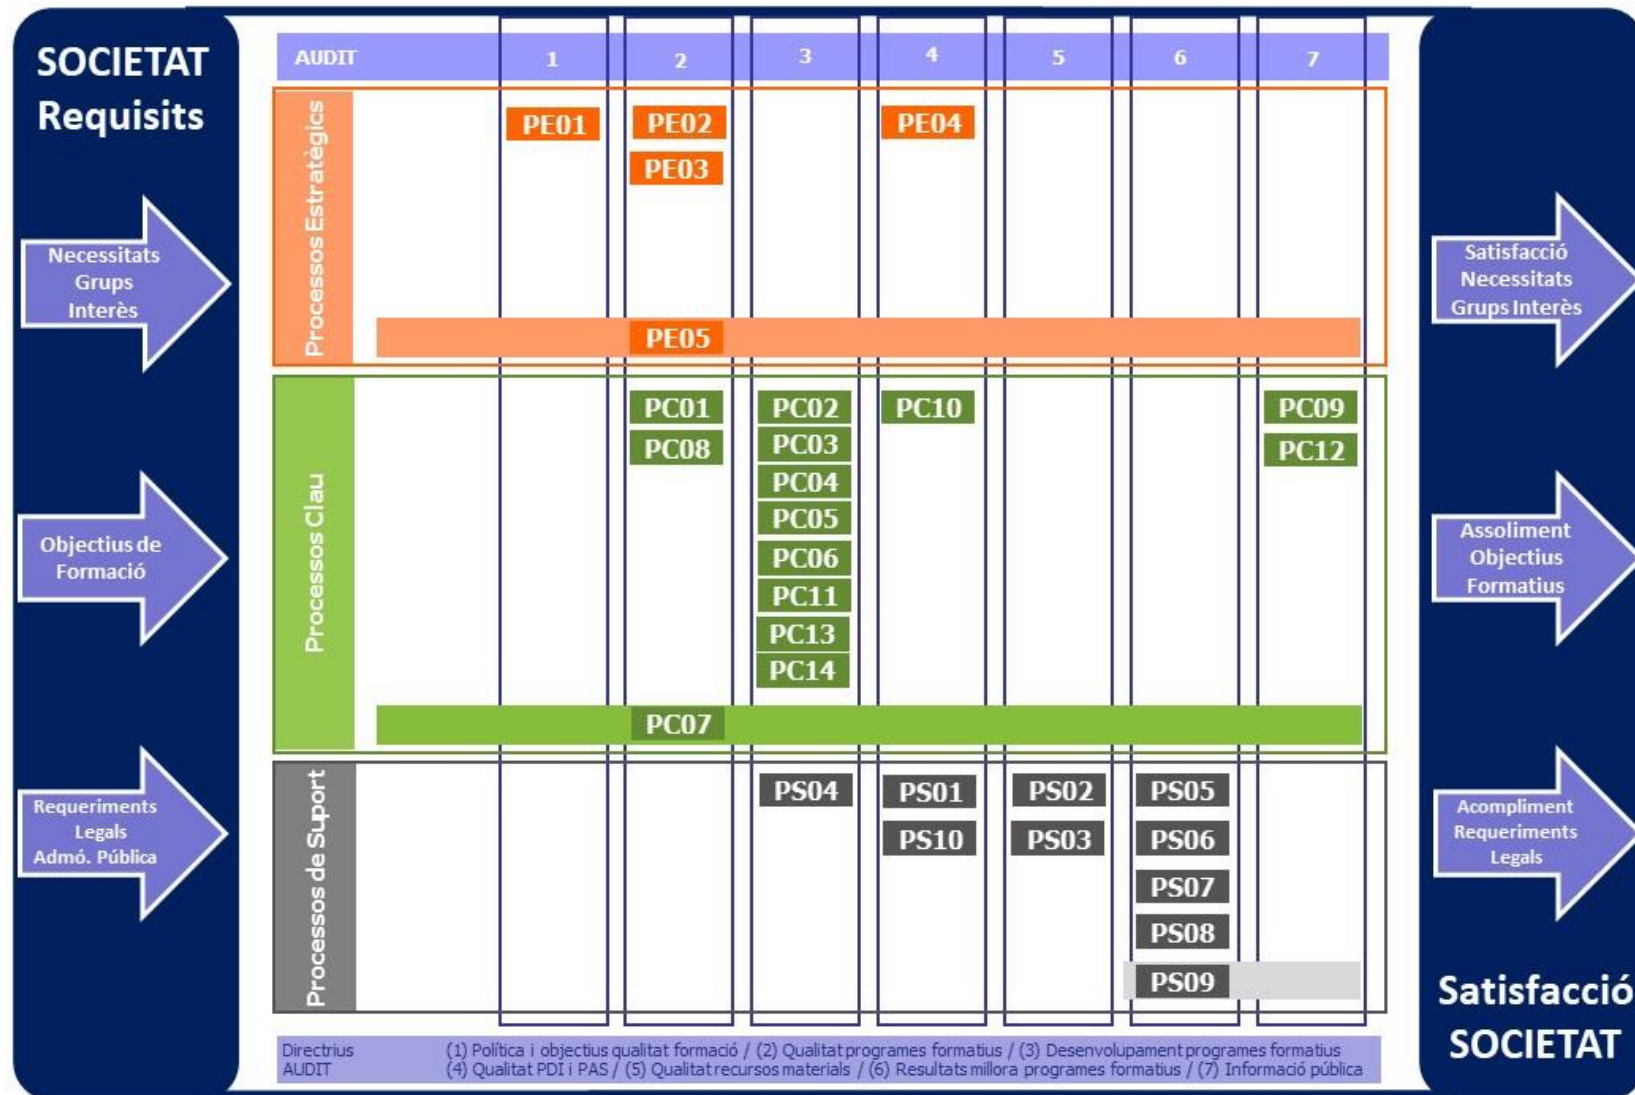 SOCIETAT
Requisits
Necessitats
Grups
Interès
Objectius de
Formació
Requeriments
Legals
Admó. Pública
AUDIT 1 2 3 4 5 6 7
Processos Estratègics
PE01 PE02 PE04
PE03
PE05
Processos Clau
PC01 PC02 PC10 PC09
PC08 PC03 PC12
PC04
PC05
PC06
PC11
PC13
PC14
PC07
Processos de Suport
PS04 PS01 PS02 PS05
PS10 PS03 PS06
PS07
PS08
PS09
Directrius (1) Política i objectius qualitat formació / (2) Qualitat programes formatius / (3) Desenvolupament programes formatius
AUDIT (4) Qualitat PDI i PAS / (5) Qualitat recursos materials / (6) Resultats millora programes formatius / (7) Informació pública
Satisfacció
Necessitats
Grups Interès
Assoliment
Objectius
Formatius
Acompliment
Requeriments
Legals
Satisfacció
SOCIETAT